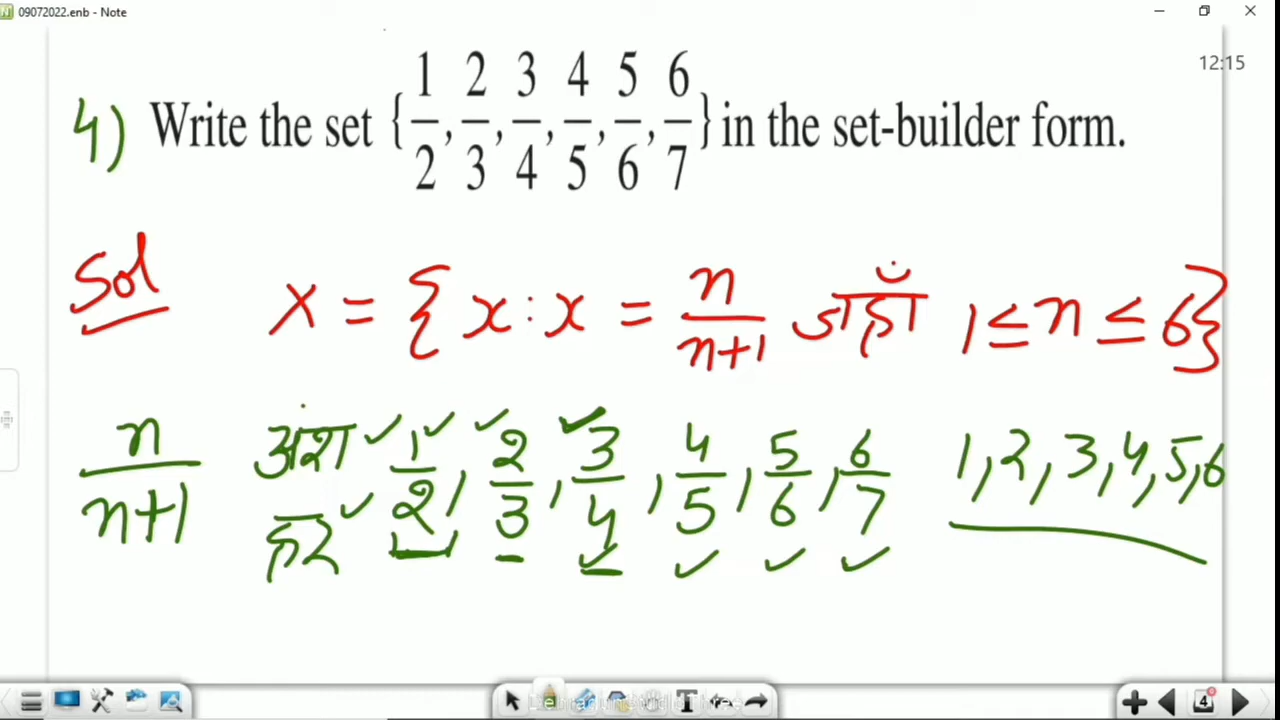 09072022.enb - Note
12:15
4) Write the set {1/2, 2/3, 3/4, 4/5, 5/6, 6/7} in the set-builder form.
Sol X = { x : x = n/n+1 जहाँ 1 ≤ n ≤ 6}
n/n+1 अंश हर 1/2, 2/3, 3/4, 4/5, 5/6, 6/7 1, 2, 3, 4, 5, 6
4